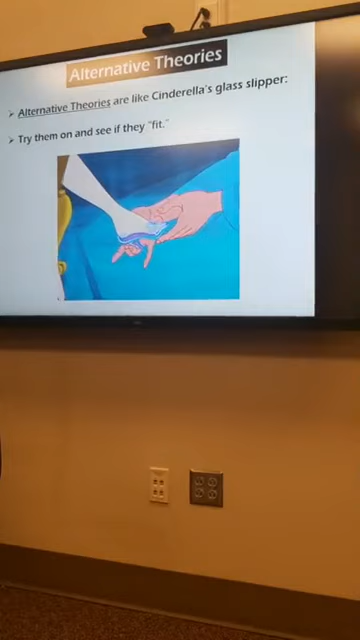 Alternative Theories
➢ Alternative Theories are like Cinderella's glass slipper:
➢ Try them on and see if they "fit."